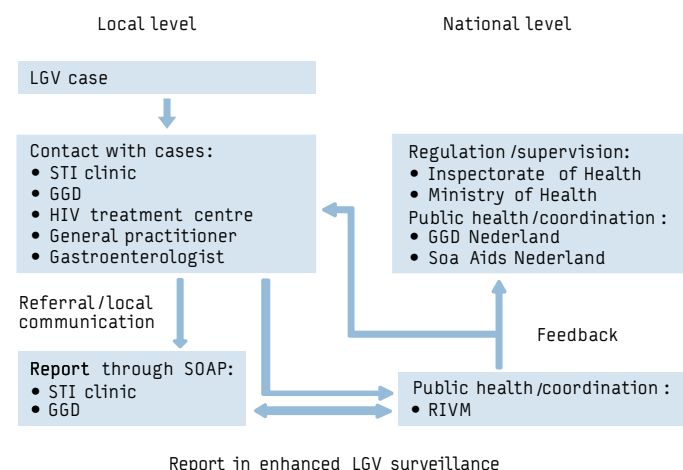 Local level
National level
LGV case
Contact with cases:
• STI clinic
• GGD
• HIV treatment centre
• General practitioner
• Gastroenterologist
Regulation/supervision:
• Inspectorate of Health
• Ministry of Health
Public health/coordination:
• GGD Nederland
• Soa Aids Nederland
Referral/local
communication
Feedback
Report through SOAP:
• STI clinic
• GGD
Public health/coordination:
• RIVM
Report in enhanced LGV surveillance